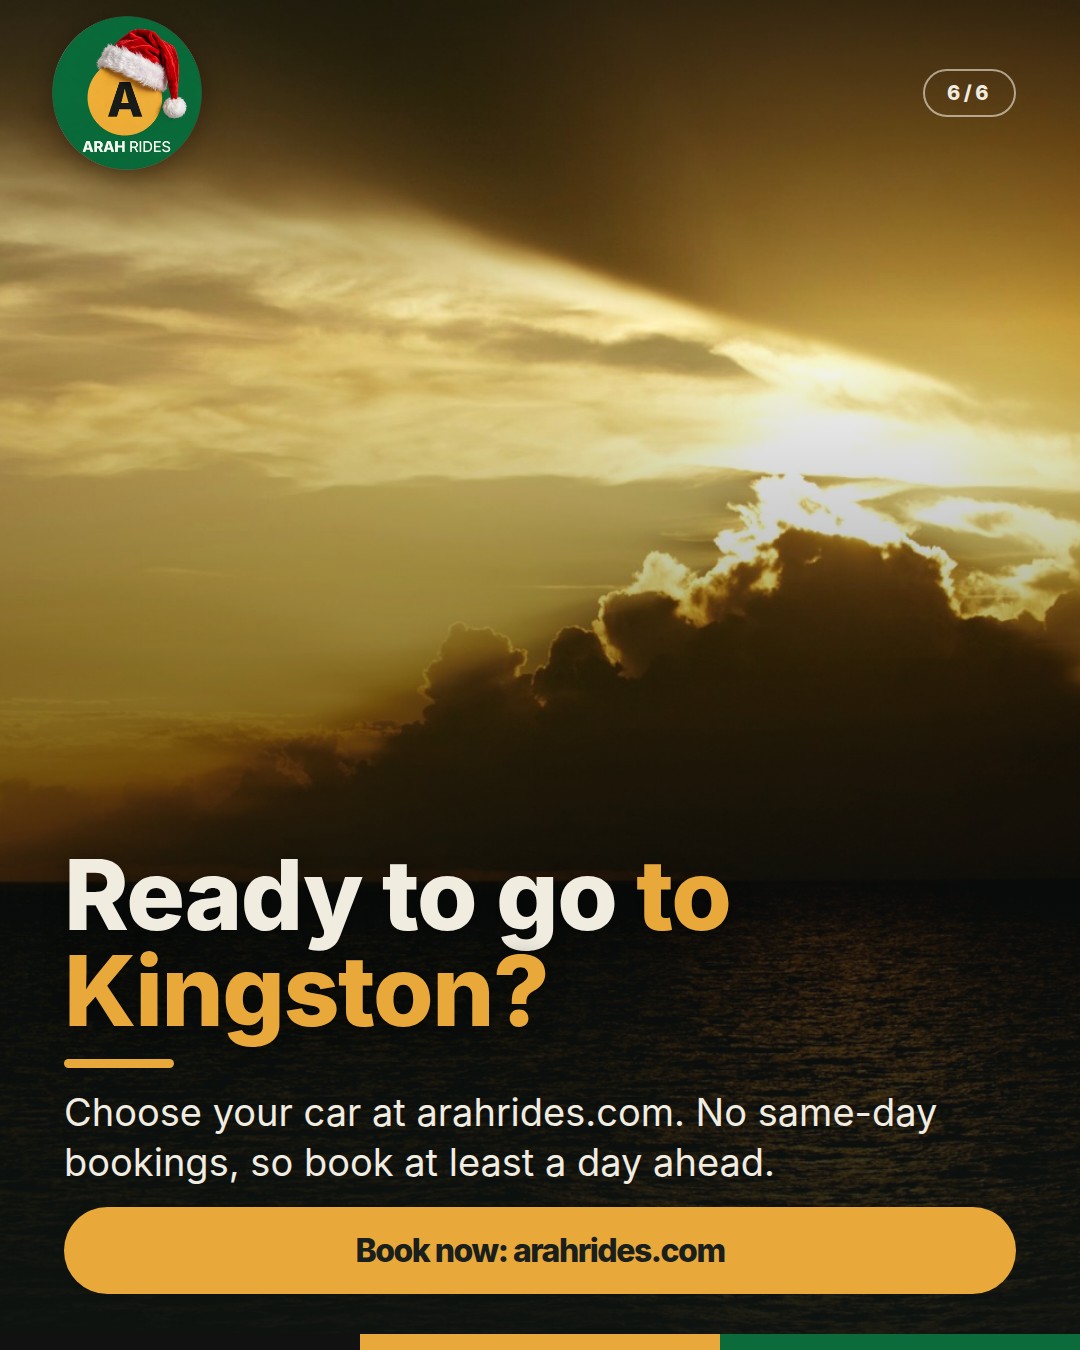 A
ARAH RIDES
6/6
Ready to go to
Kingston?
Choose your car at arahrides.com. No same-day
bookings, so book at least a day ahead.
Book now: arahrides.com